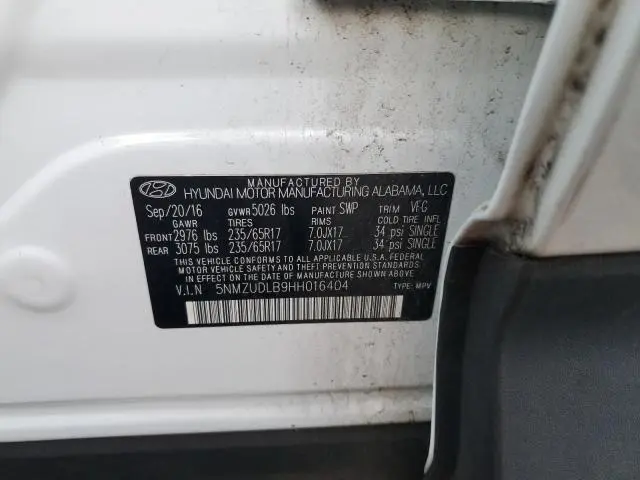 MANUFACTURED BY
HYUNDAI MOTOR MANUFACTURING ALABAMA, LLC
Sep/20/16 GVWR 5026 lbs PAINT SWP TRIM VFC
GAWR TIRES RIMS COLD TIRE INFL
FRONT 2976 lbs 235/65R17 7.0JX17 34 psi SINGLE
REAR 3075 lbs 235/65R17 7.0JX17 34 psi SINGLE
THIS VEHICLE CONFORMS TO ALL APPLICABLE U.S.A. FEDERAL MOTOR VEHICLE
SAFETY STANDARDS IN EFFECT ON THE DATE OF MANUFACTURE SHOWN ABOVE.
V.I.N 5NMZUDLB9HH016404 TYPE: MPV